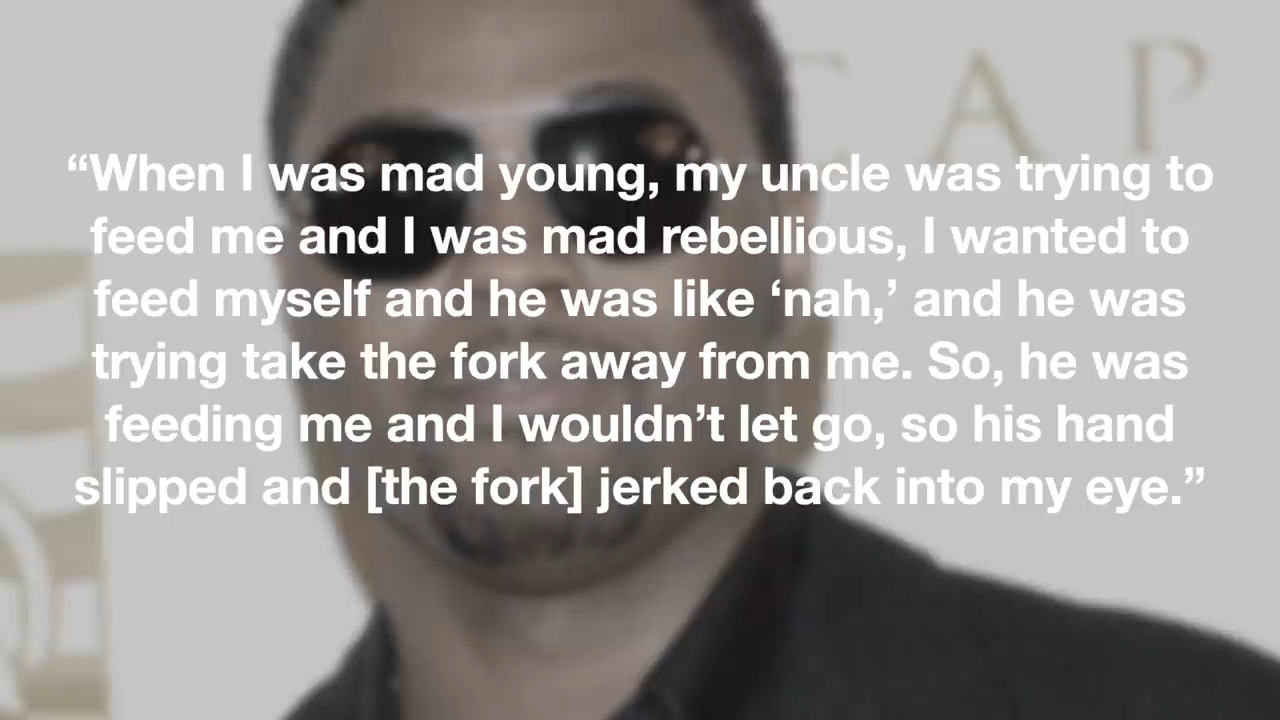 CAP
“When I was mad young, my uncle was trying to
feed me and I was mad rebellious, I wanted to
feed myself and he was like ‘nah,’ and he was
trying take the fork away from me. So, he was
feeding me and I wouldn’t let go, so his hand
slipped and [the fork] jerked back into my eye.”